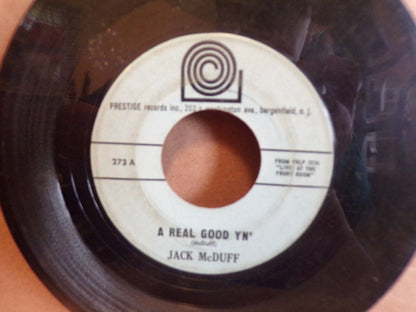 PRESTIGE records inc., 203 s washington ave., bergenfield, n. j.
273 A
FROM PRLP
"LIVE! AT THE
FRONT ROOM"
A REAL GOOD YN'
(McDuff)
JACK McDUFF